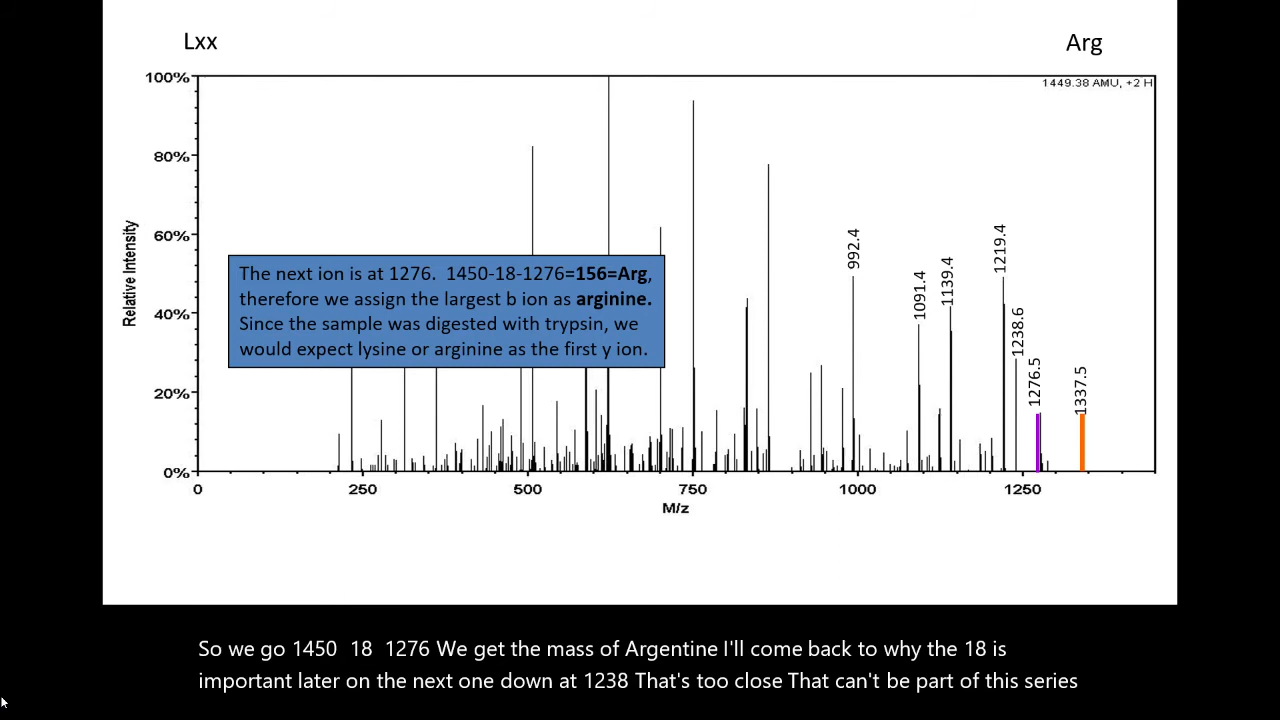 Lxx Arg
100%
1449.38 AMU, +2 H
80%
60%
40%
20%
0%
Relative Intensity
The next ion is at 1276.  1450-18-1276=156=Arg,
therefore we assign the largest b ion as arginine.
Since the sample was digested with trypsin, we
would expect lysine or arginine as the first y ion.
992.4
1091.4
1139.4
1219.4
1238.6
1276.5
1337.5
0 250 500 750 1000 1250
M/z
So we go 1450  18  1276 We get the mass of Argentine I'll come back to why the 18 is
important later on the next one down at 1238 That's too close That can't be part of this series